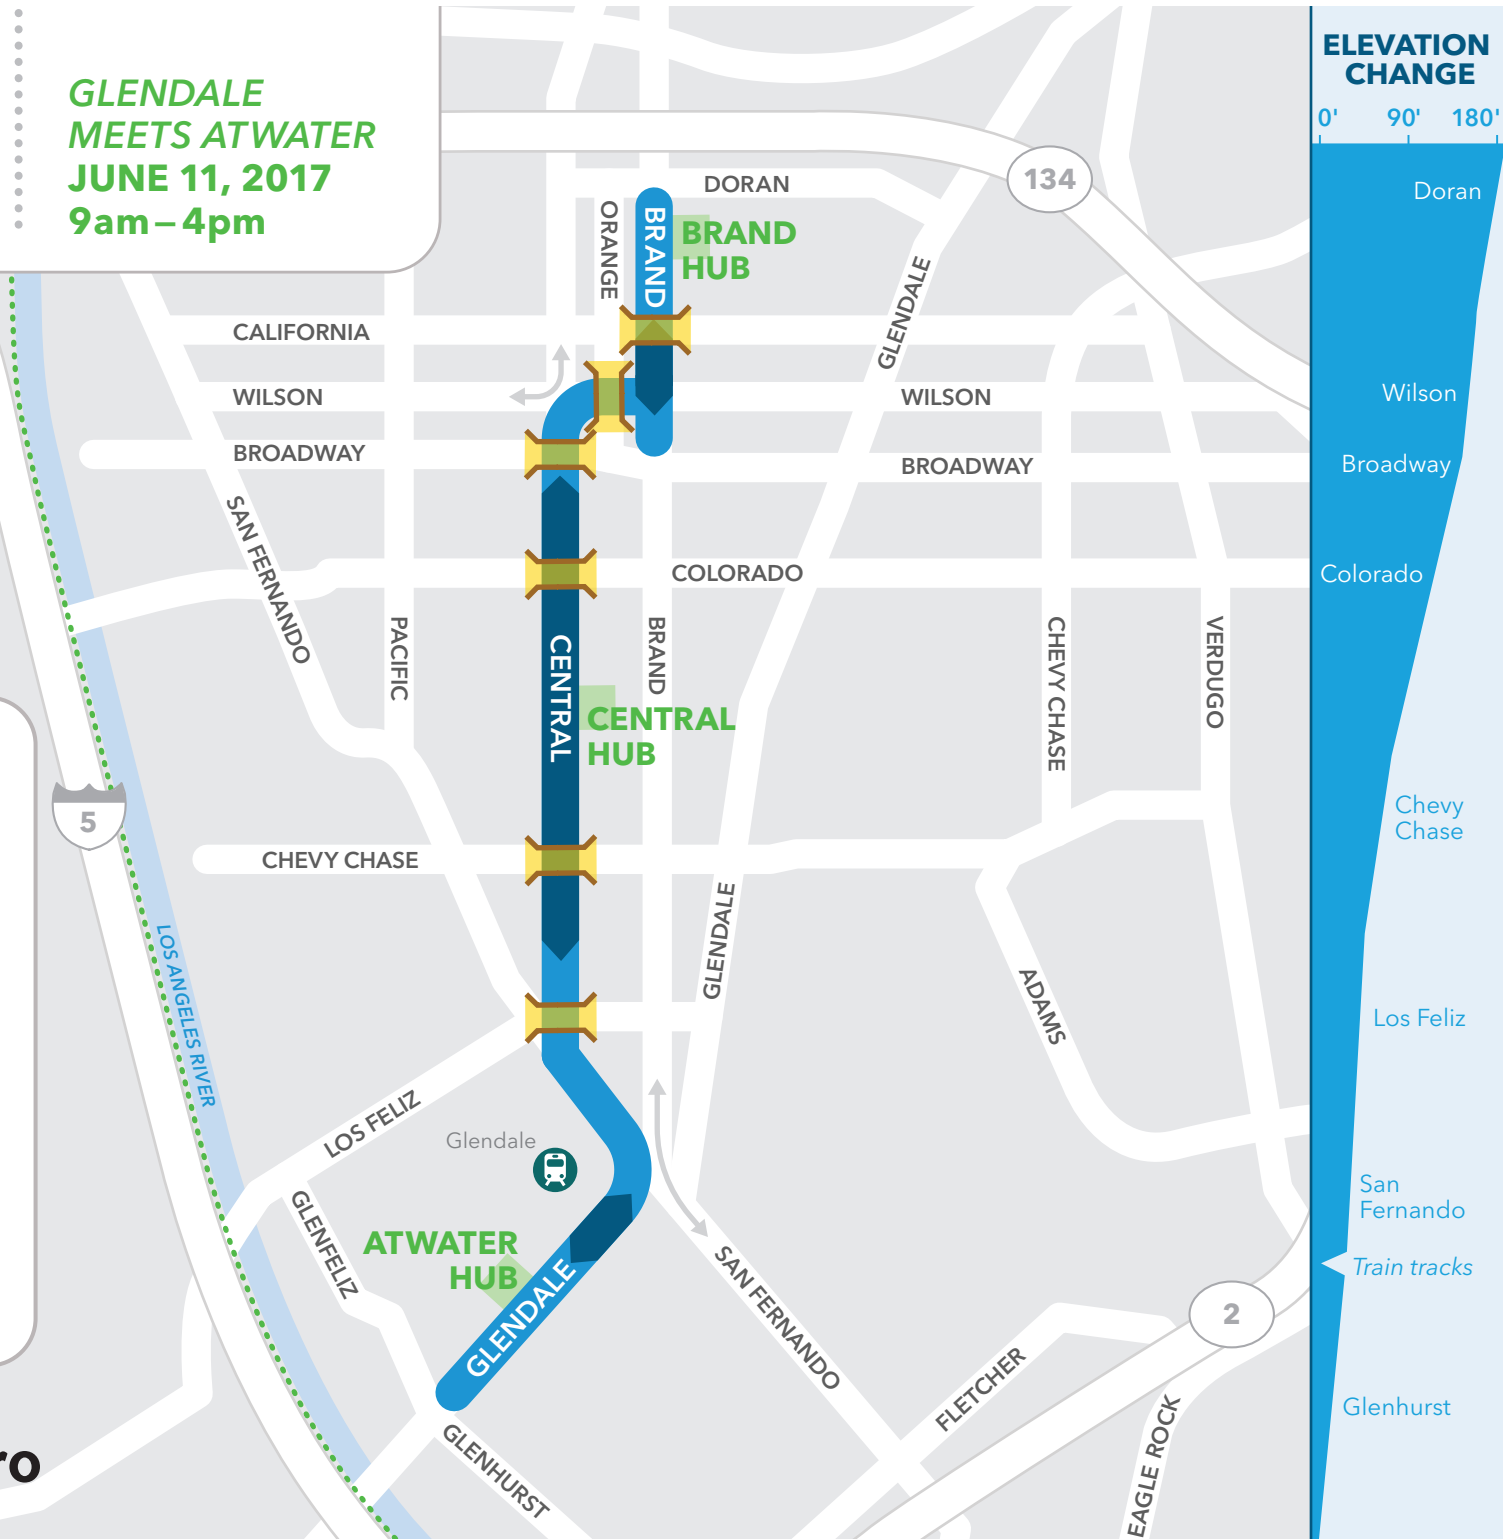 GLENDALE
MEETS ATWATER
JUNE 11, 2017
9am – 4pm
ELEVATION
CHANGE
0' 90' 180'
134
DORAN
ORANGE
BRAND
BRAND
HUB
GLENDALE
CALIFORNIA
WILSON
WILSON
BROADWAY
BROADWAY
SAN FERNANDO
COLORADO
PACIFIC
CENTRAL
BRAND
CHEVY CHASE
VERDUGO
CENTRAL
HUB
5
CHEVY CHASE
GLENDALE
LOS ANGELES RIVER
ADAMS
LOS FELIZ
Glendale
GLENFELIZ
ATWATER
HUB
GLENDALE
SAN FERNANDO
2
FLETCHER
EAGLE ROCK
GLENHURST
ro
Doran
Wilson
Broadway
Colorado
Chevy
Chase
Los Feliz
San
Fernando
Train tracks
Glenhurst